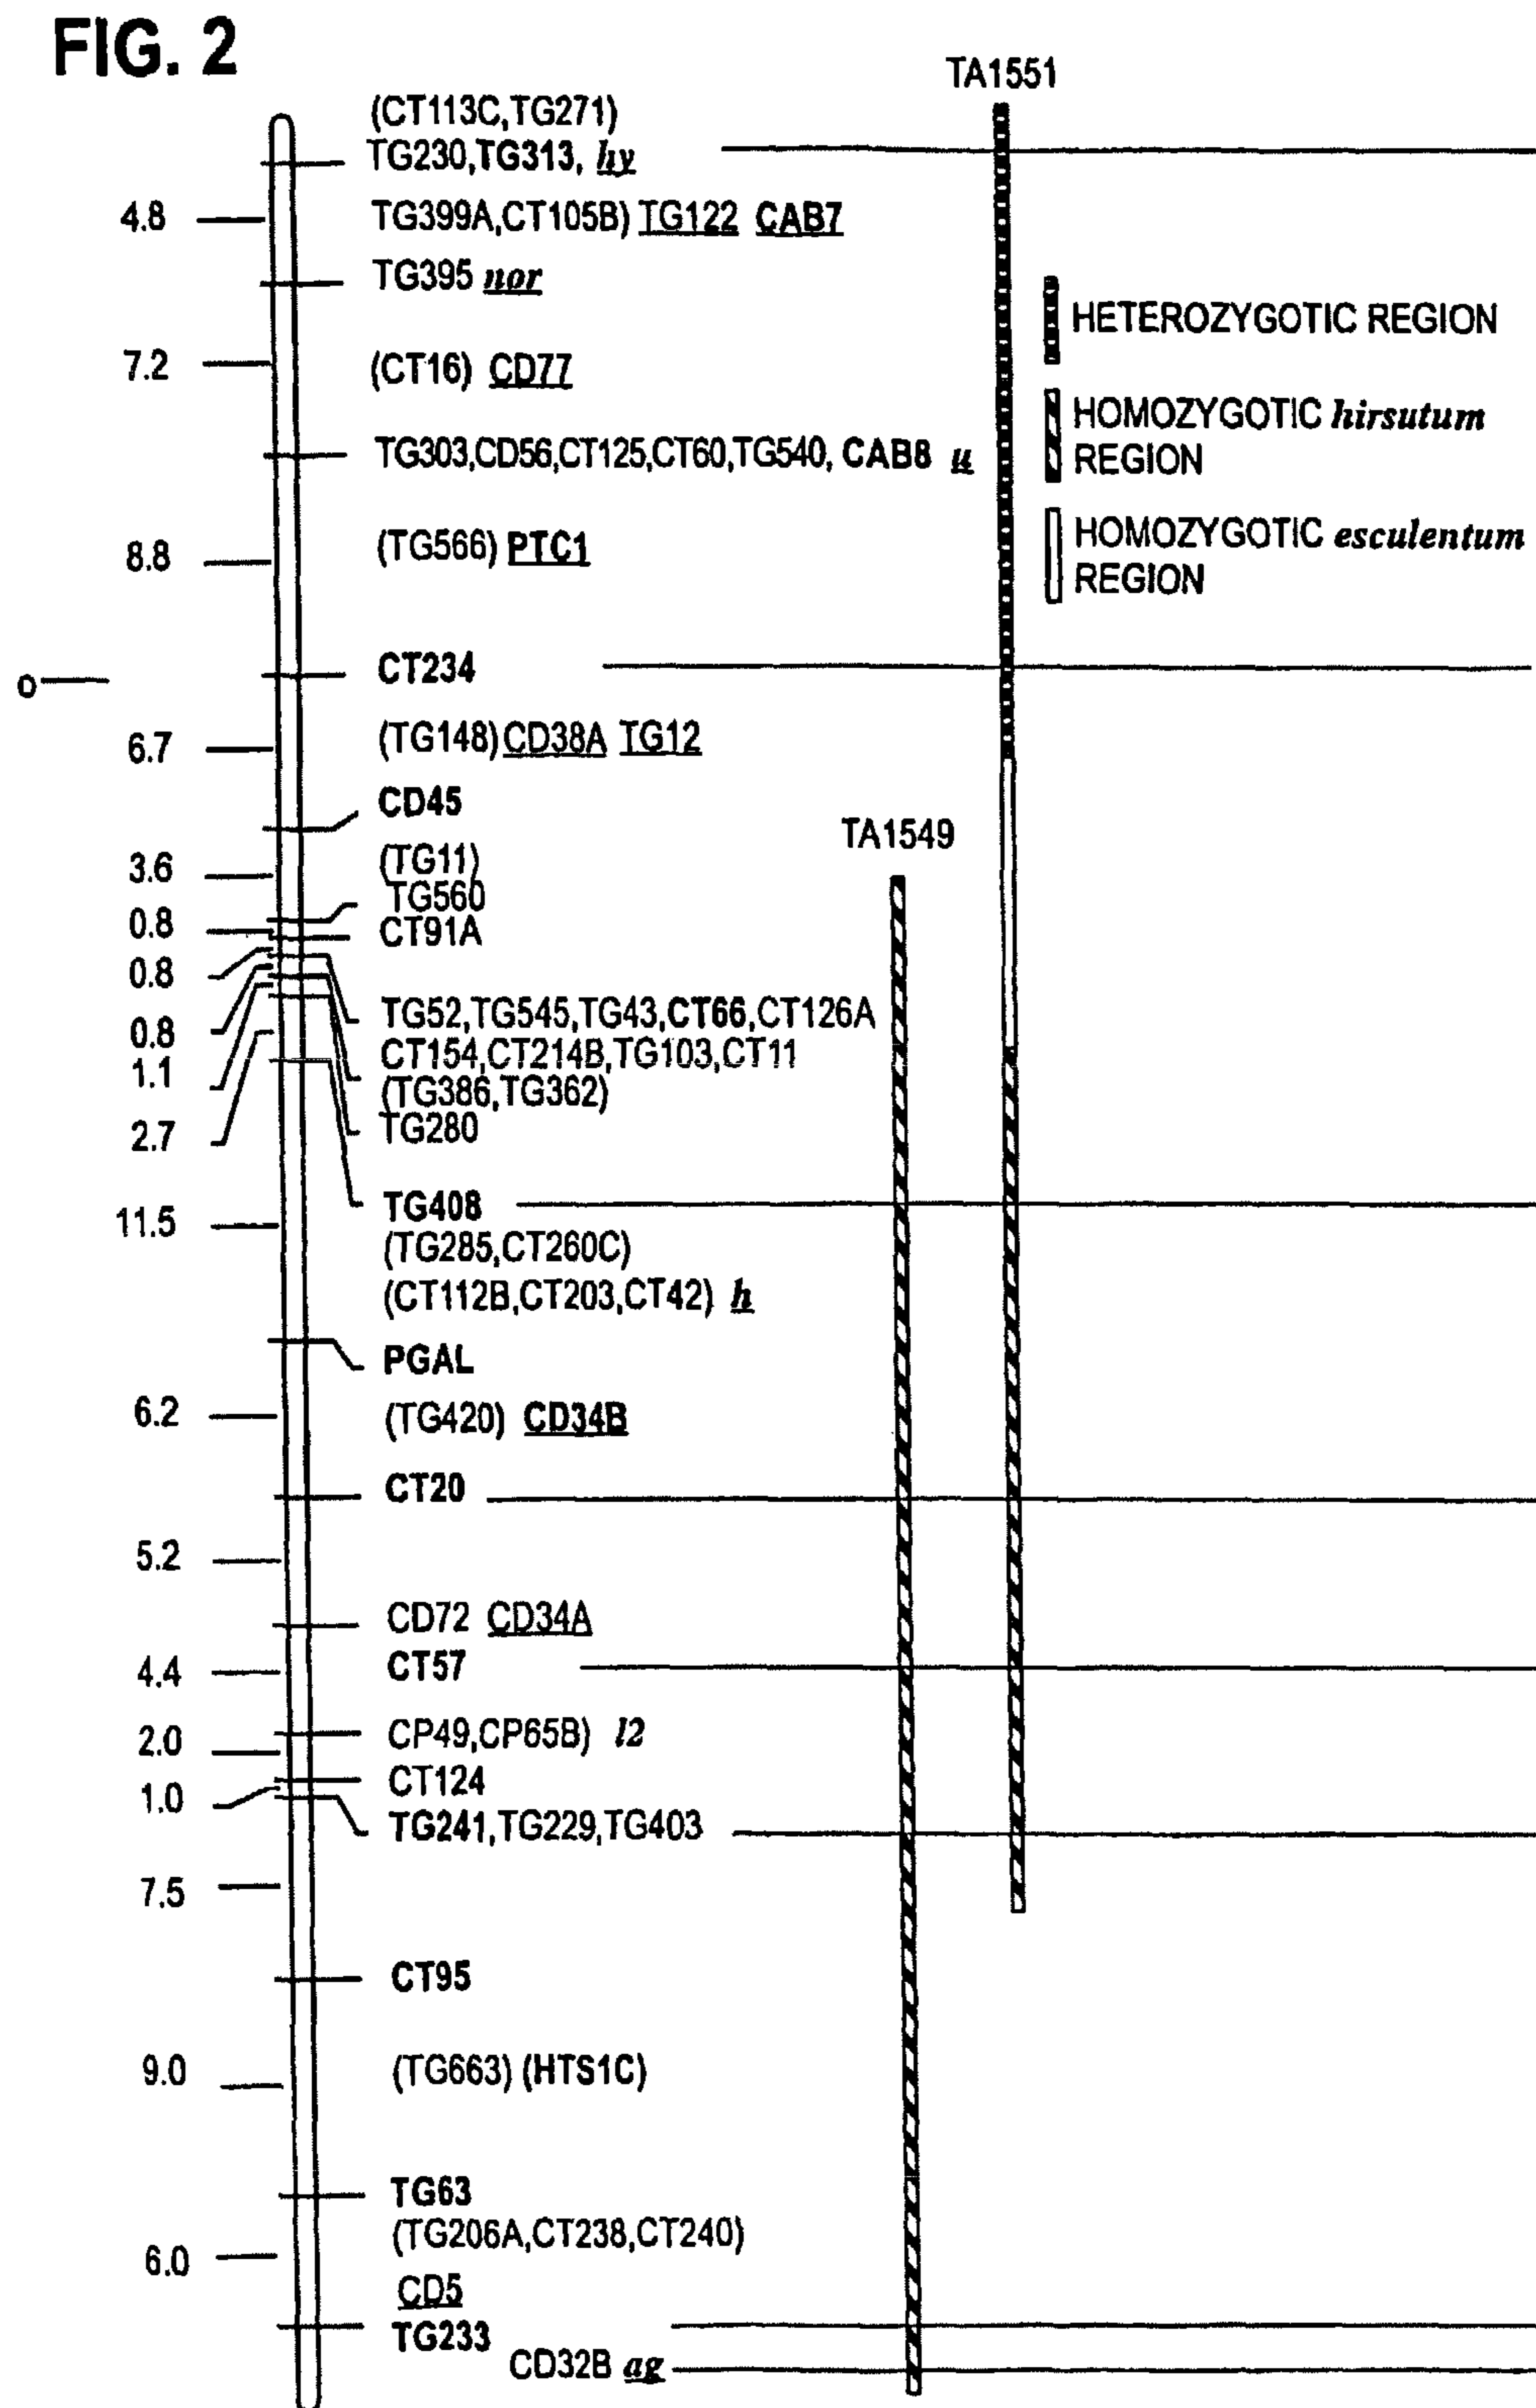 FIG. 2
TA1551
(CT113C,TG271)
TG230,TG313, hy
4.8
TG399A,CT105B) TG122 CAB7
TG395 nor
HETEROZYGOTIC REGION
7.2
(CT16) CD77
HOMOZYGOTIC hirsutum
REGION
TG303,CD56,CT125,CT60,TG540, CAB8 u
HOMOZYGOTIC esculentum
REGION
8.8
(TG566) PTC1
CT234
o
6.7
(TG148) CD38A TG12
CD45
TA1549
3.6
(TG11)
TG560
0.8
CT91A
0.8
TG52,TG545,TG43,CT66,CT126A
0.8
CT154,CT214B,TG103,CT11
1.1
(TG386,TG362)
2.7
TG280
TG408
11.5
(TG285,CT260C)
(CT112B,CT203,CT42) h
PGAL
6.2
(TG420) CD34B
CT20
5.2
CD72 CD34A
4.4
CT57
2.0
CP49,CP65B) l2
1.0
CT124
TG241,TG229,TG403
7.5
CT95
9.0
(TG663) (HTS1C)
TG63
(TG206A,CT238,CT240)
6.0
CD5
TG233
CD32B ag